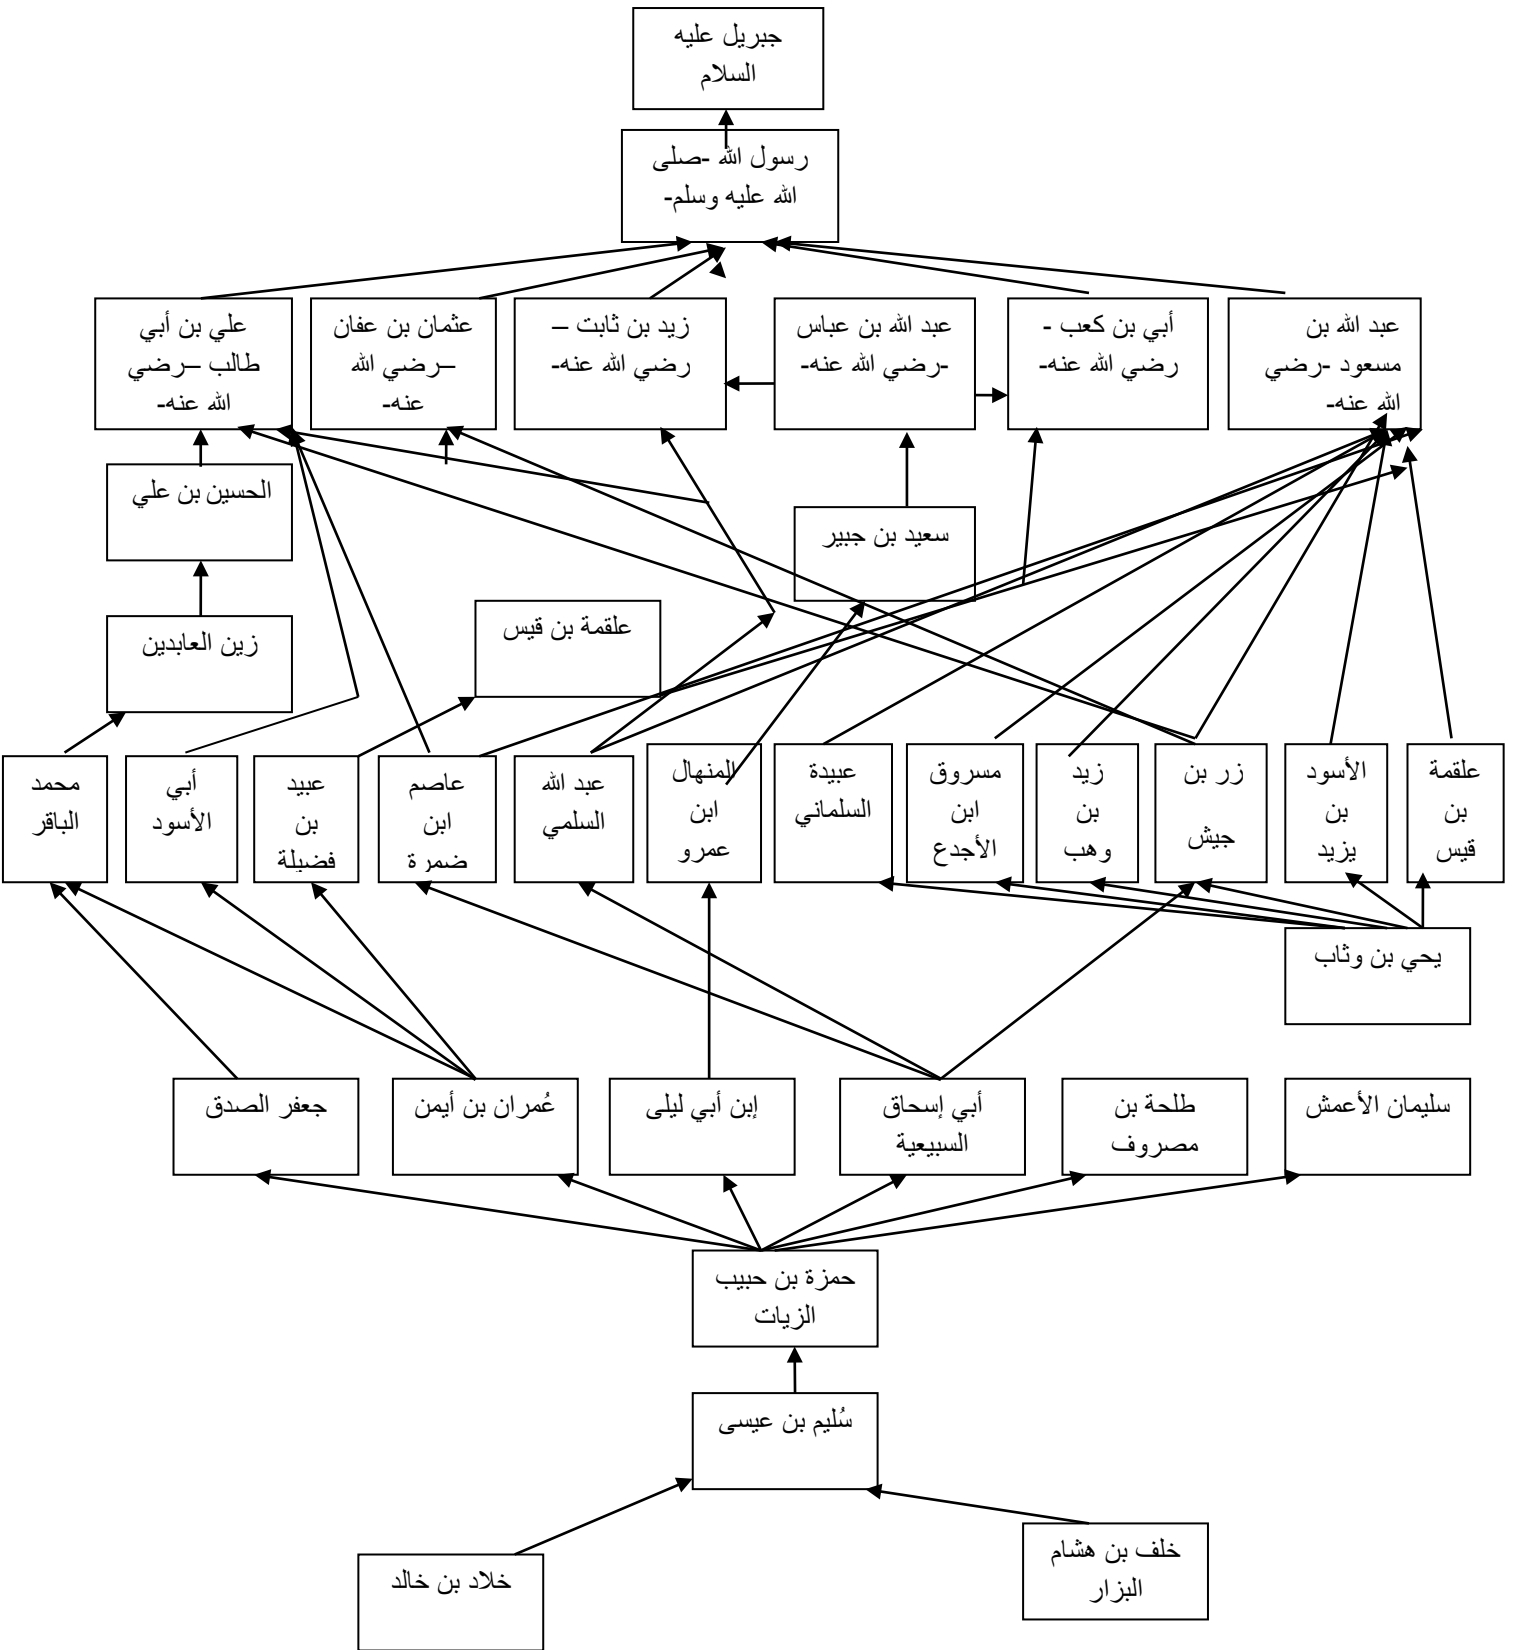 جبريل عليه
السلام
رسول الله -صلى
الله عليه وسلم-
علي بن أبي
طالب –رضي
الله عنه-
عثمان بن عفان
–رضي الله
عنه-
زيد بن ثابت –
رضي الله عنه-
عبد الله بن عباس
-رضي الله عنه-
أبي بن كعب -
رضي الله عنه-
عبد الله بن
مسعود -رضي
الله عنه-
الحسين بن علي
سعيد بن جبير
زين العابدين
علقمة بن قيس
محمد
الباقر
أبي
الأسود
عبيد
بن
فضيلة
عاصم
ابن
ضمرة
عبد الله
السلمي
المنهال
ابن
عمرو
عبيدة
السلماني
مسروق
ابن
الأجدع
زيد
بن
وهب
زر بن
جيش
الأسود
بن
يزيد
علقمة
بن
قيس
يحي بن وثاب
جعفر الصدق
عُمران بن أيمن
إبن أبي ليلى
أبي إسحاق
السبيعية
طلحة بن
مصروف
سليمان الأعمش
حمزة بن حبيب
الزيات
سُليم بن عيسى
خلف بن هشام
البزار
خلاد بن خالد